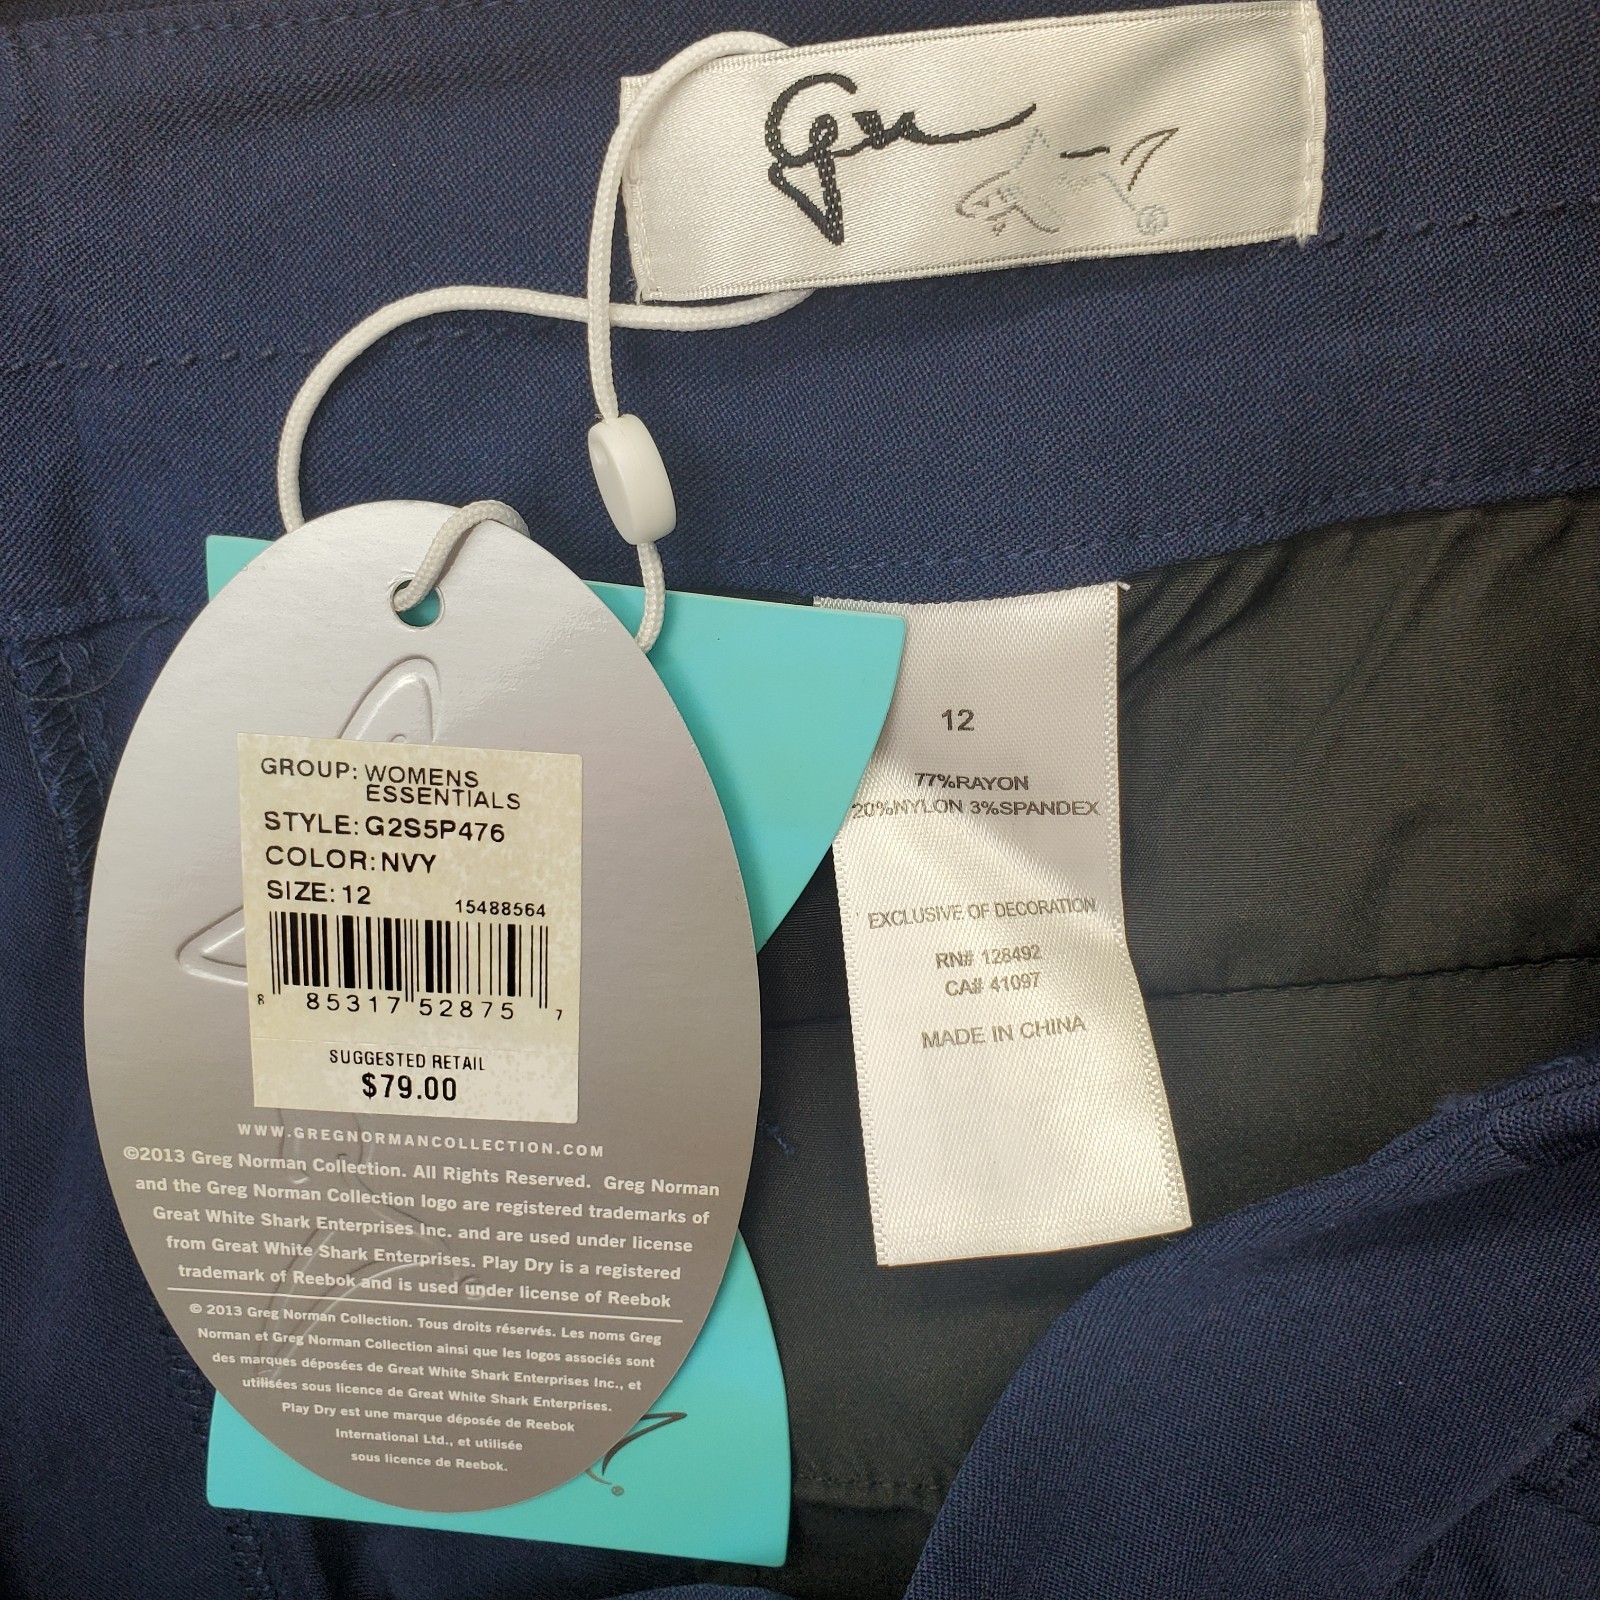 GROUP: WOMENS
ESSENTIALS
STYLE: G2S5P476
COLOR: NVY
SIZE: 12
15488564
8 85317 52875 7
SUGGESTED RETAIL
$79.00
WWW.GREGNORMANCOLLECTION.COM
©2013 Greg Norman Collection. All Rights Reserved. Greg Norman
and the Greg Norman Collection logo are registered trademarks of
Great White Shark Enterprises Inc. and are used under license
from Great White Shark Enterprises. Play Dry is a registered
trademark of Reebok and is used under license of Reebok
© 2013 Greg Norman Collection. Tous droits réservés. Les noms Greg
Norman et Greg Norman Collection ainsi que les logos associés sont
des marques déposées de Great White Shark Enterprises Inc., et
utilisées sous licence de Great White Shark Enterprises.
Play Dry est une marque déposée de Reebok
International Ltd., et utilisée
sous licence de Reebok.
12
77%RAYON
20%NYLON 3%SPANDEX
EXCLUSIVE OF DECORATION
RN# 128492
CA# 41097
MADE IN CHINA